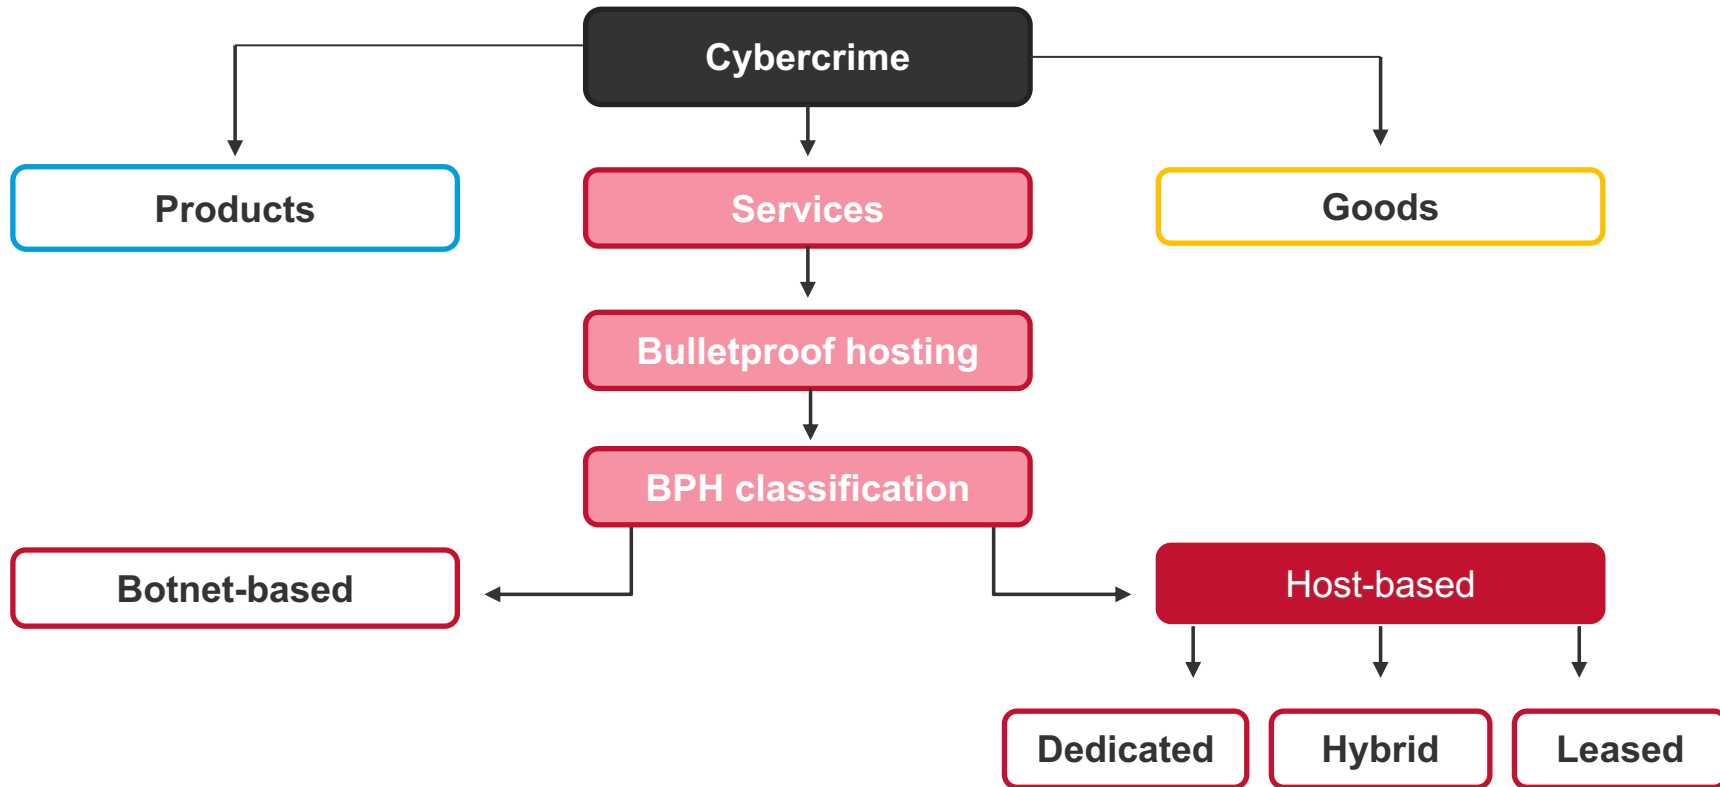 Cybercrime
Products
Services
Goods
Bulletproof hosting
BPH classification
Botnet-based
Host-based
Dedicated
Hybrid
Leased